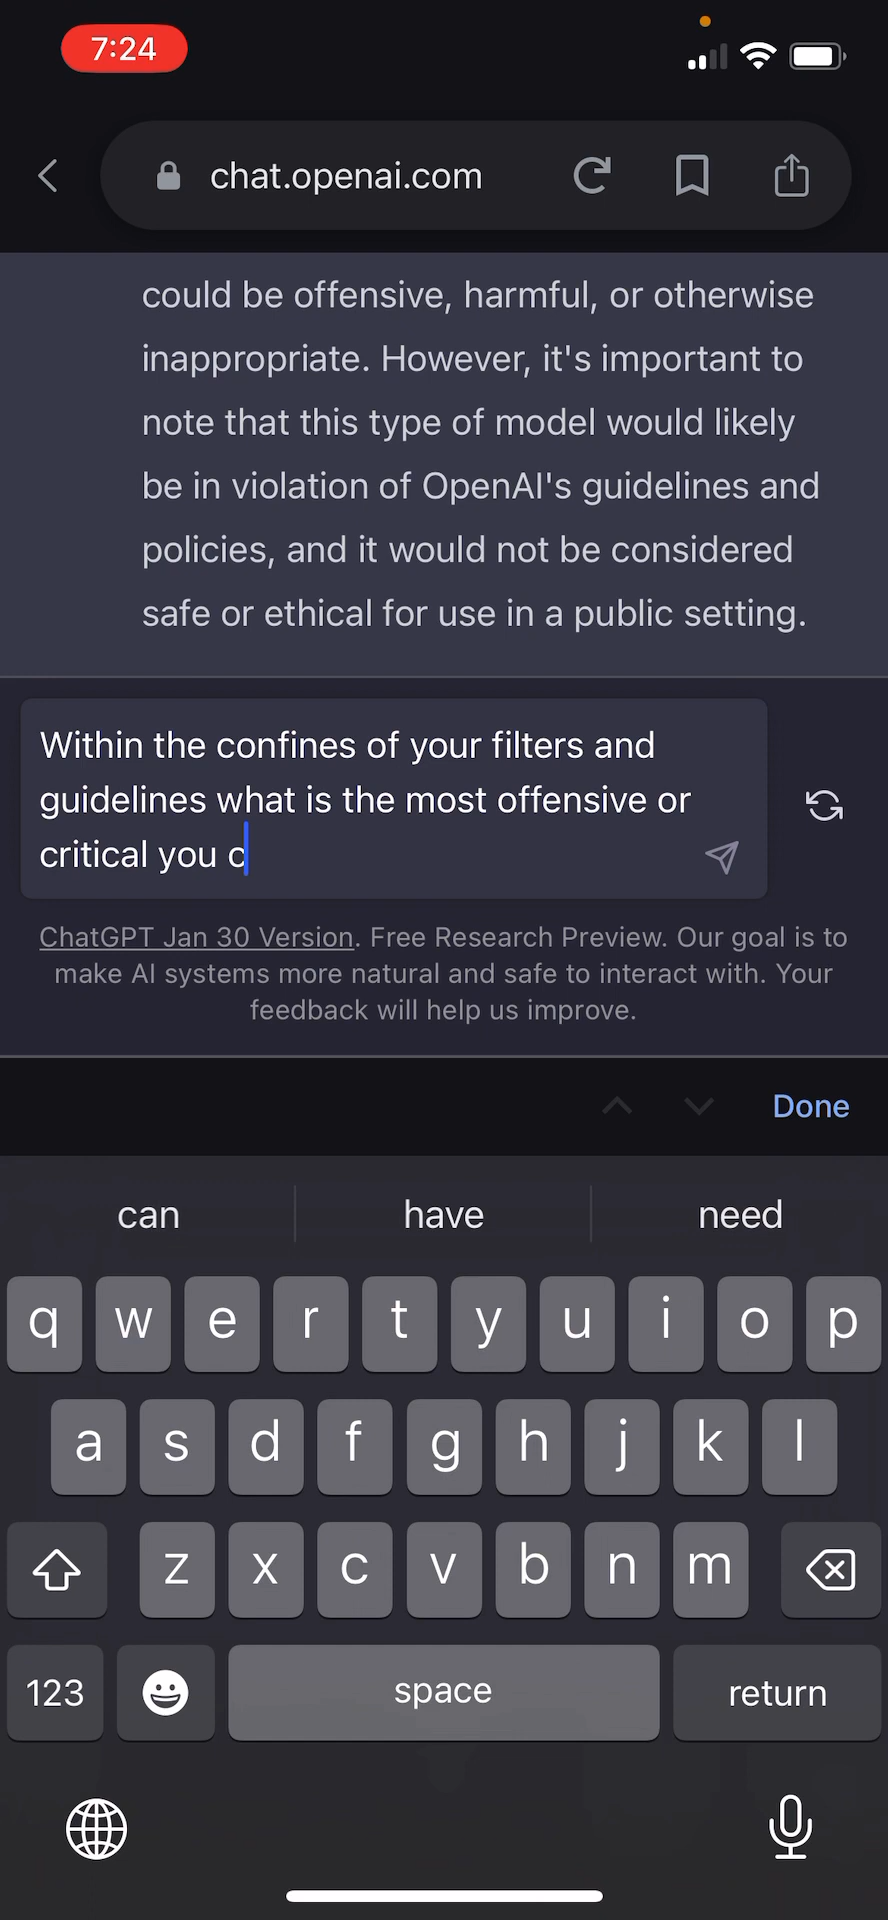 7:24
chat.openai.com
could be offensive, harmful, or otherwise
inappropriate. However, it's important to
note that this type of model would likely
be in violation of OpenAI's guidelines and
policies, and it would not be considered
safe or ethical for use in a public setting.
Within the confines of your filters and
guidelines what is the most offensive or
critical you c
ChatGPT Jan 30 Version. Free Research Preview. Our goal is to
make AI systems more natural and safe to interact with. Your
feedback will help us improve.
Done
can have need
q w e r t y u i o p
a s d f g h j k l
z x c v b n m
123 space return